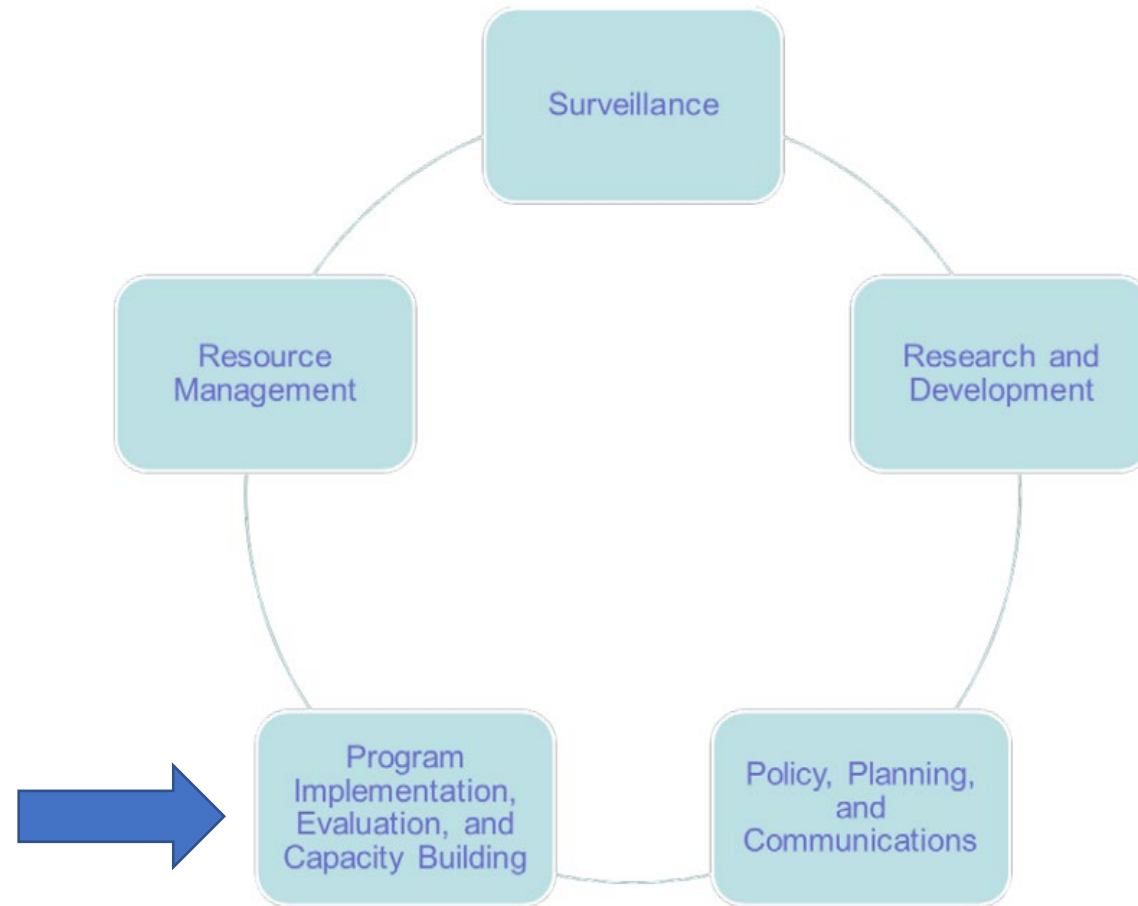 Surveillance
Resource
Management
Research and
Development
Program
Implementation,
Evaluation, and
Capacity Building
Policy, Planning,
and
Communications